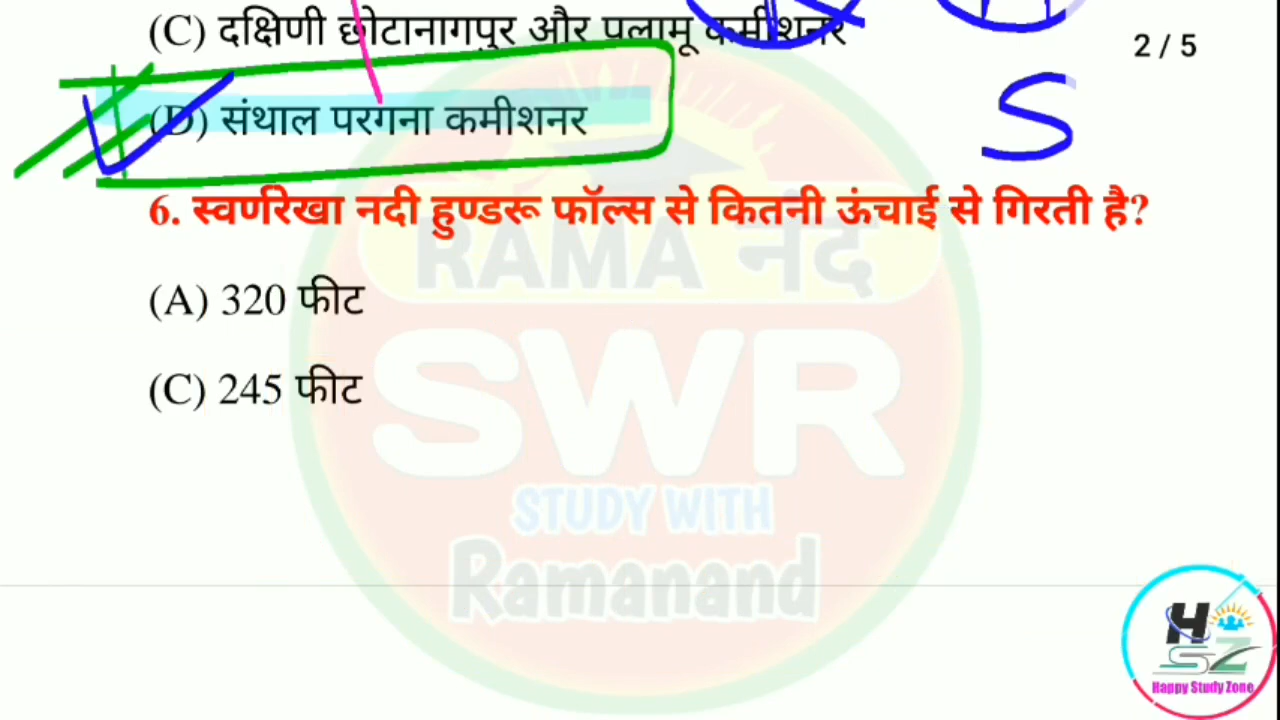 (C) दक्षिणी छोटानागपुर और पलामू कमीशनर
2 / 5
(D) संथाल परगना कमीशनर
S
6. स्वर्णरेखा नदी हुण्डरू फॉल्स से कितनी ऊंचाई से गिरती है?
RAMA नंद
(A) 320 फीट
SWR
(C) 245 फीट
STUDY WITH
Ramanand
H
SZ
Happy Study Zone